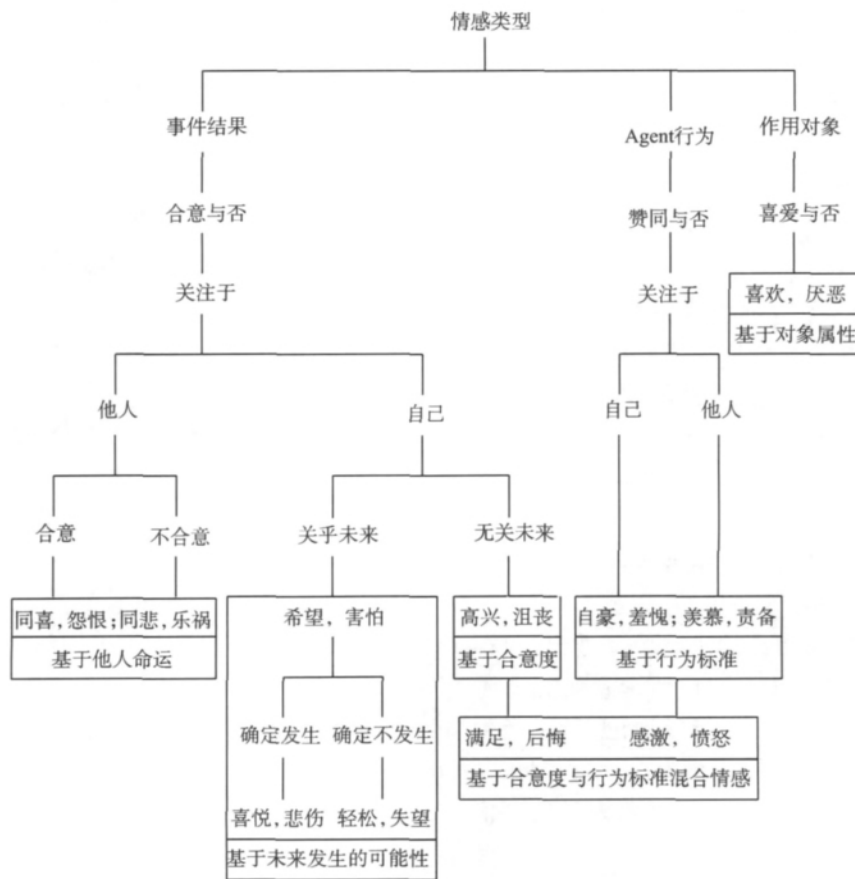 情感类型
事件结果
Agent行为
作用对象
合意与否
赞同与否
喜爱与否
关注于
关注于
喜欢，厌恶
基于对象属性
他人
自己
自己
他人
合意
不合意
关乎未来
无关未来
同喜，怨恨；同悲，乐祸
基于他人命运
希望，害怕
高兴，沮丧
基于合意度
自豪，羞愧；羡慕，责备
基于行为标准
确定发生
确定不发生
满足，后悔
感激，愤怒
基于合意度与行为标准混合情感
喜悦，悲伤
轻松，失望
基于未来发生的可能性